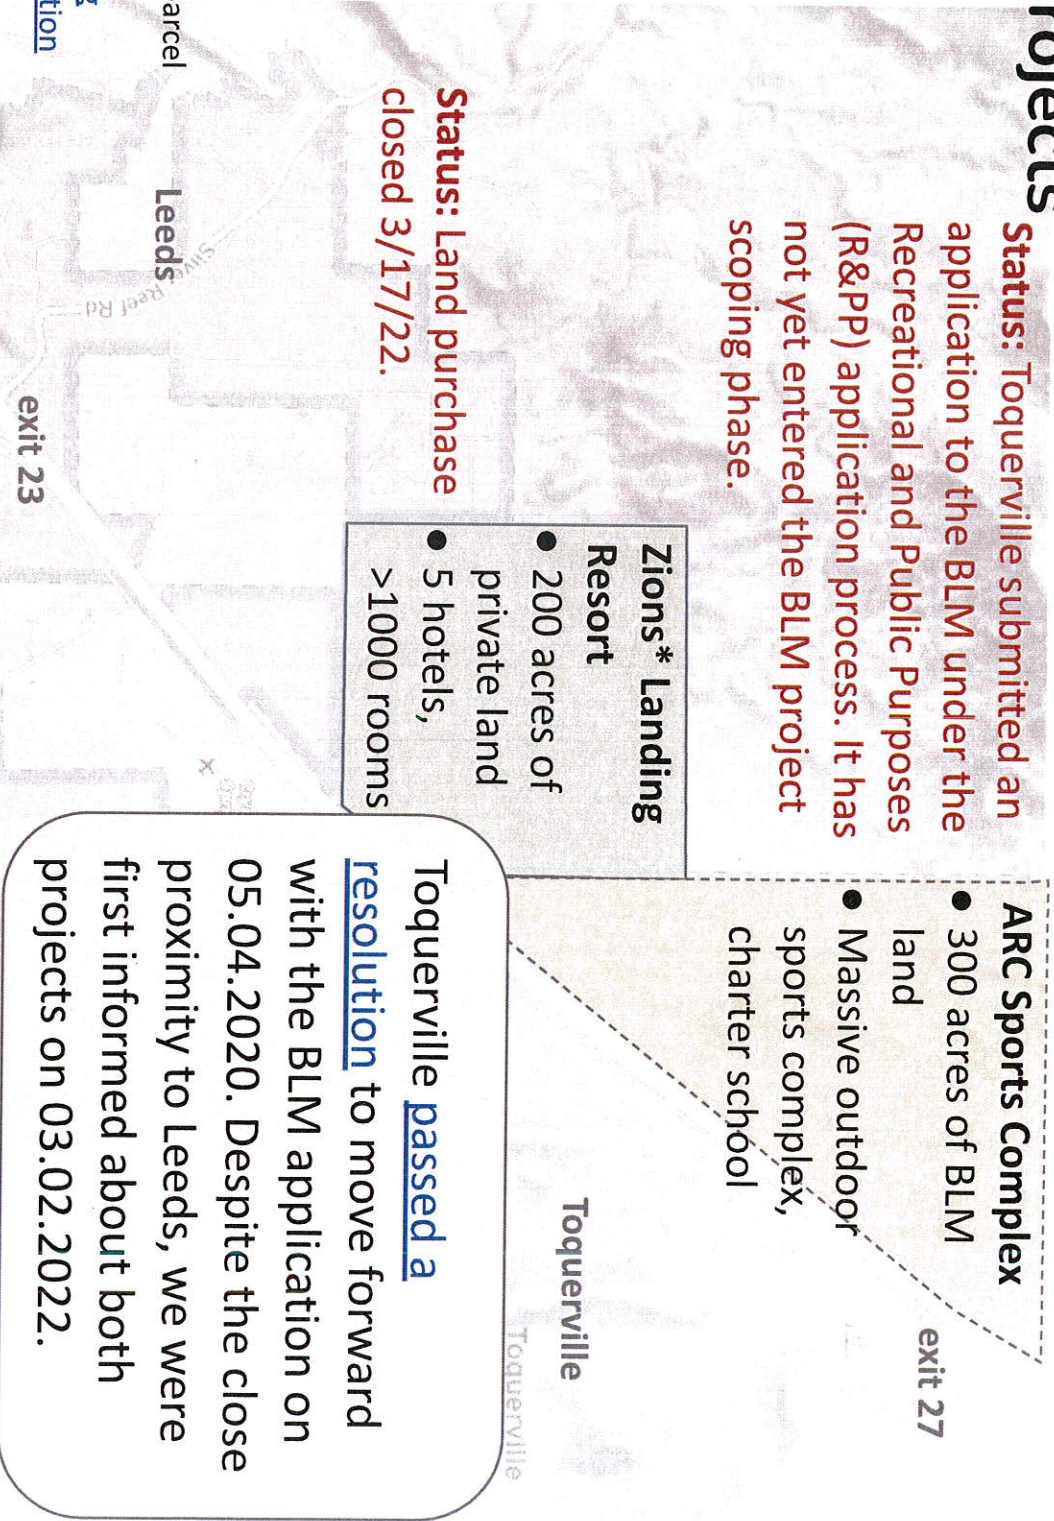 rojects
Status: Toquerville submitted an
application to the BLM under the
Recreational and Public Purposes
(R&PP) application process. It has
not yet entered the BLM project
scoping phase.
ARC Sports Complex
● 300 acres of BLM
land
● Massive outdoor
sports complex,
charter school
exit 27
Zions* Landing
Resort
● 200 acres of
private land
● 5 hotels,
>1000 rooms
Status: Land purchase
closed 3/17/22.
Toquerville
Toquerville
Toquerville passed a
resolution to move forward
with the BLM application on
05.04.2020. Despite the close
proximity to Leeds, we were
first informed about both
projects on 03.02.2022.
arcel
Leeds
Silver Reef Rd
exit 23
tion